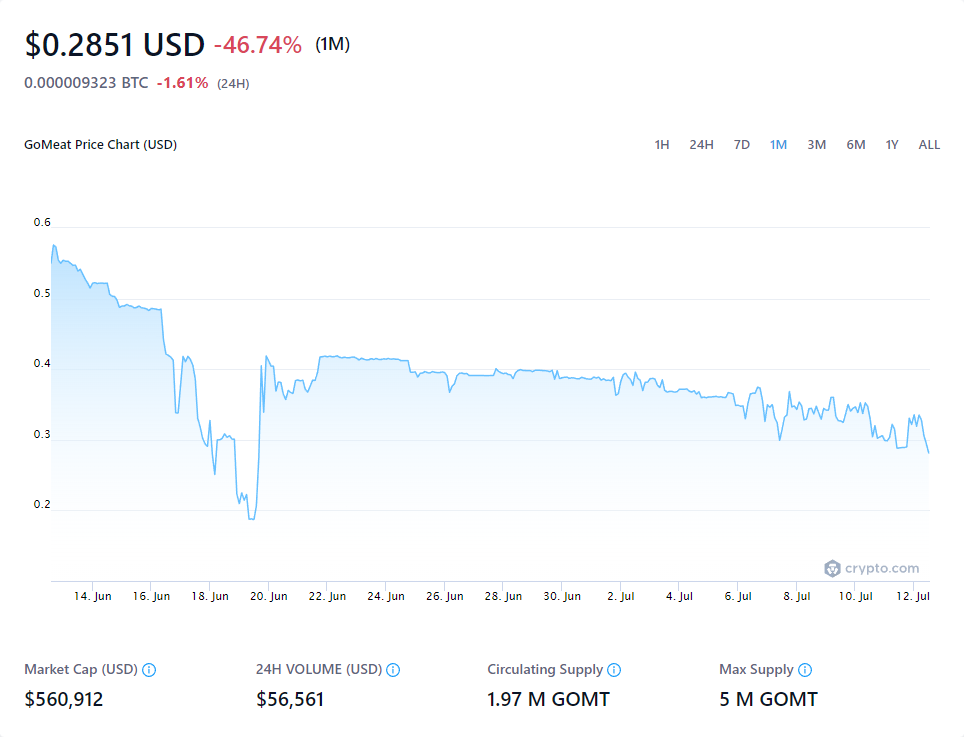 $0.2851 USD -46.74% (1M)
0.000009323 BTC -1.61% (24H)
GoMeat Price Chart (USD) 1H 24H 7D 1M 3M 6M 1Y ALL
0.6
0.5
0.4
0.3
0.2
crypto.com
14. Jun 16. Jun 18. Jun 20. Jun 22. Jun 24. Jun 26. Jun 28. Jun 30. Jun 2. Jul 4. Jul 6. Jul 8. Jul 10. Jul 12. Jul
Market Cap (USD) 24H VOLUME (USD) Circulating Supply Max Supply
$560,912 $56,561 1.97 M GOMT 5 M GOMT